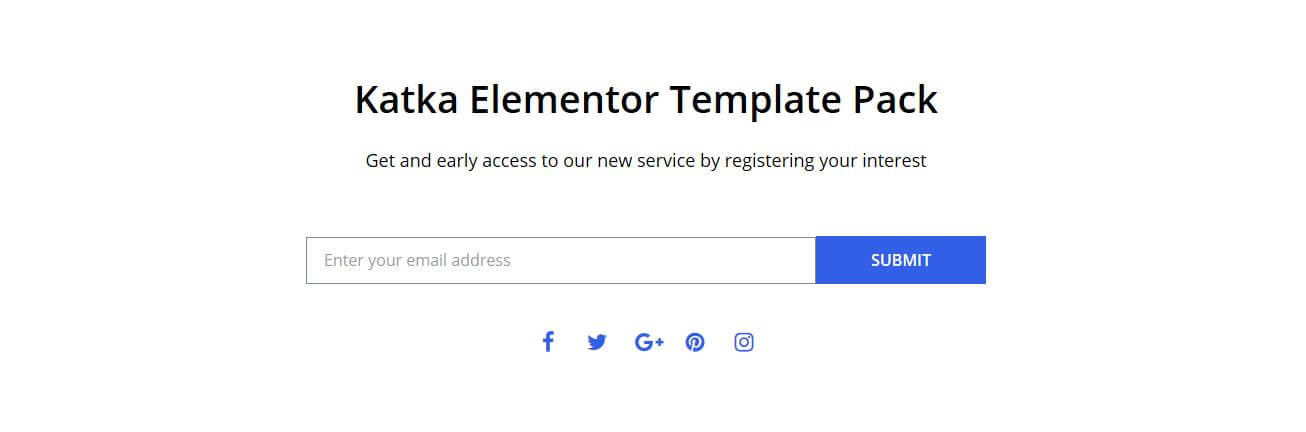 Katka Elementor Template Pack
Get and early access to our new service by registering your interest
Enter your email address
SUBMIT